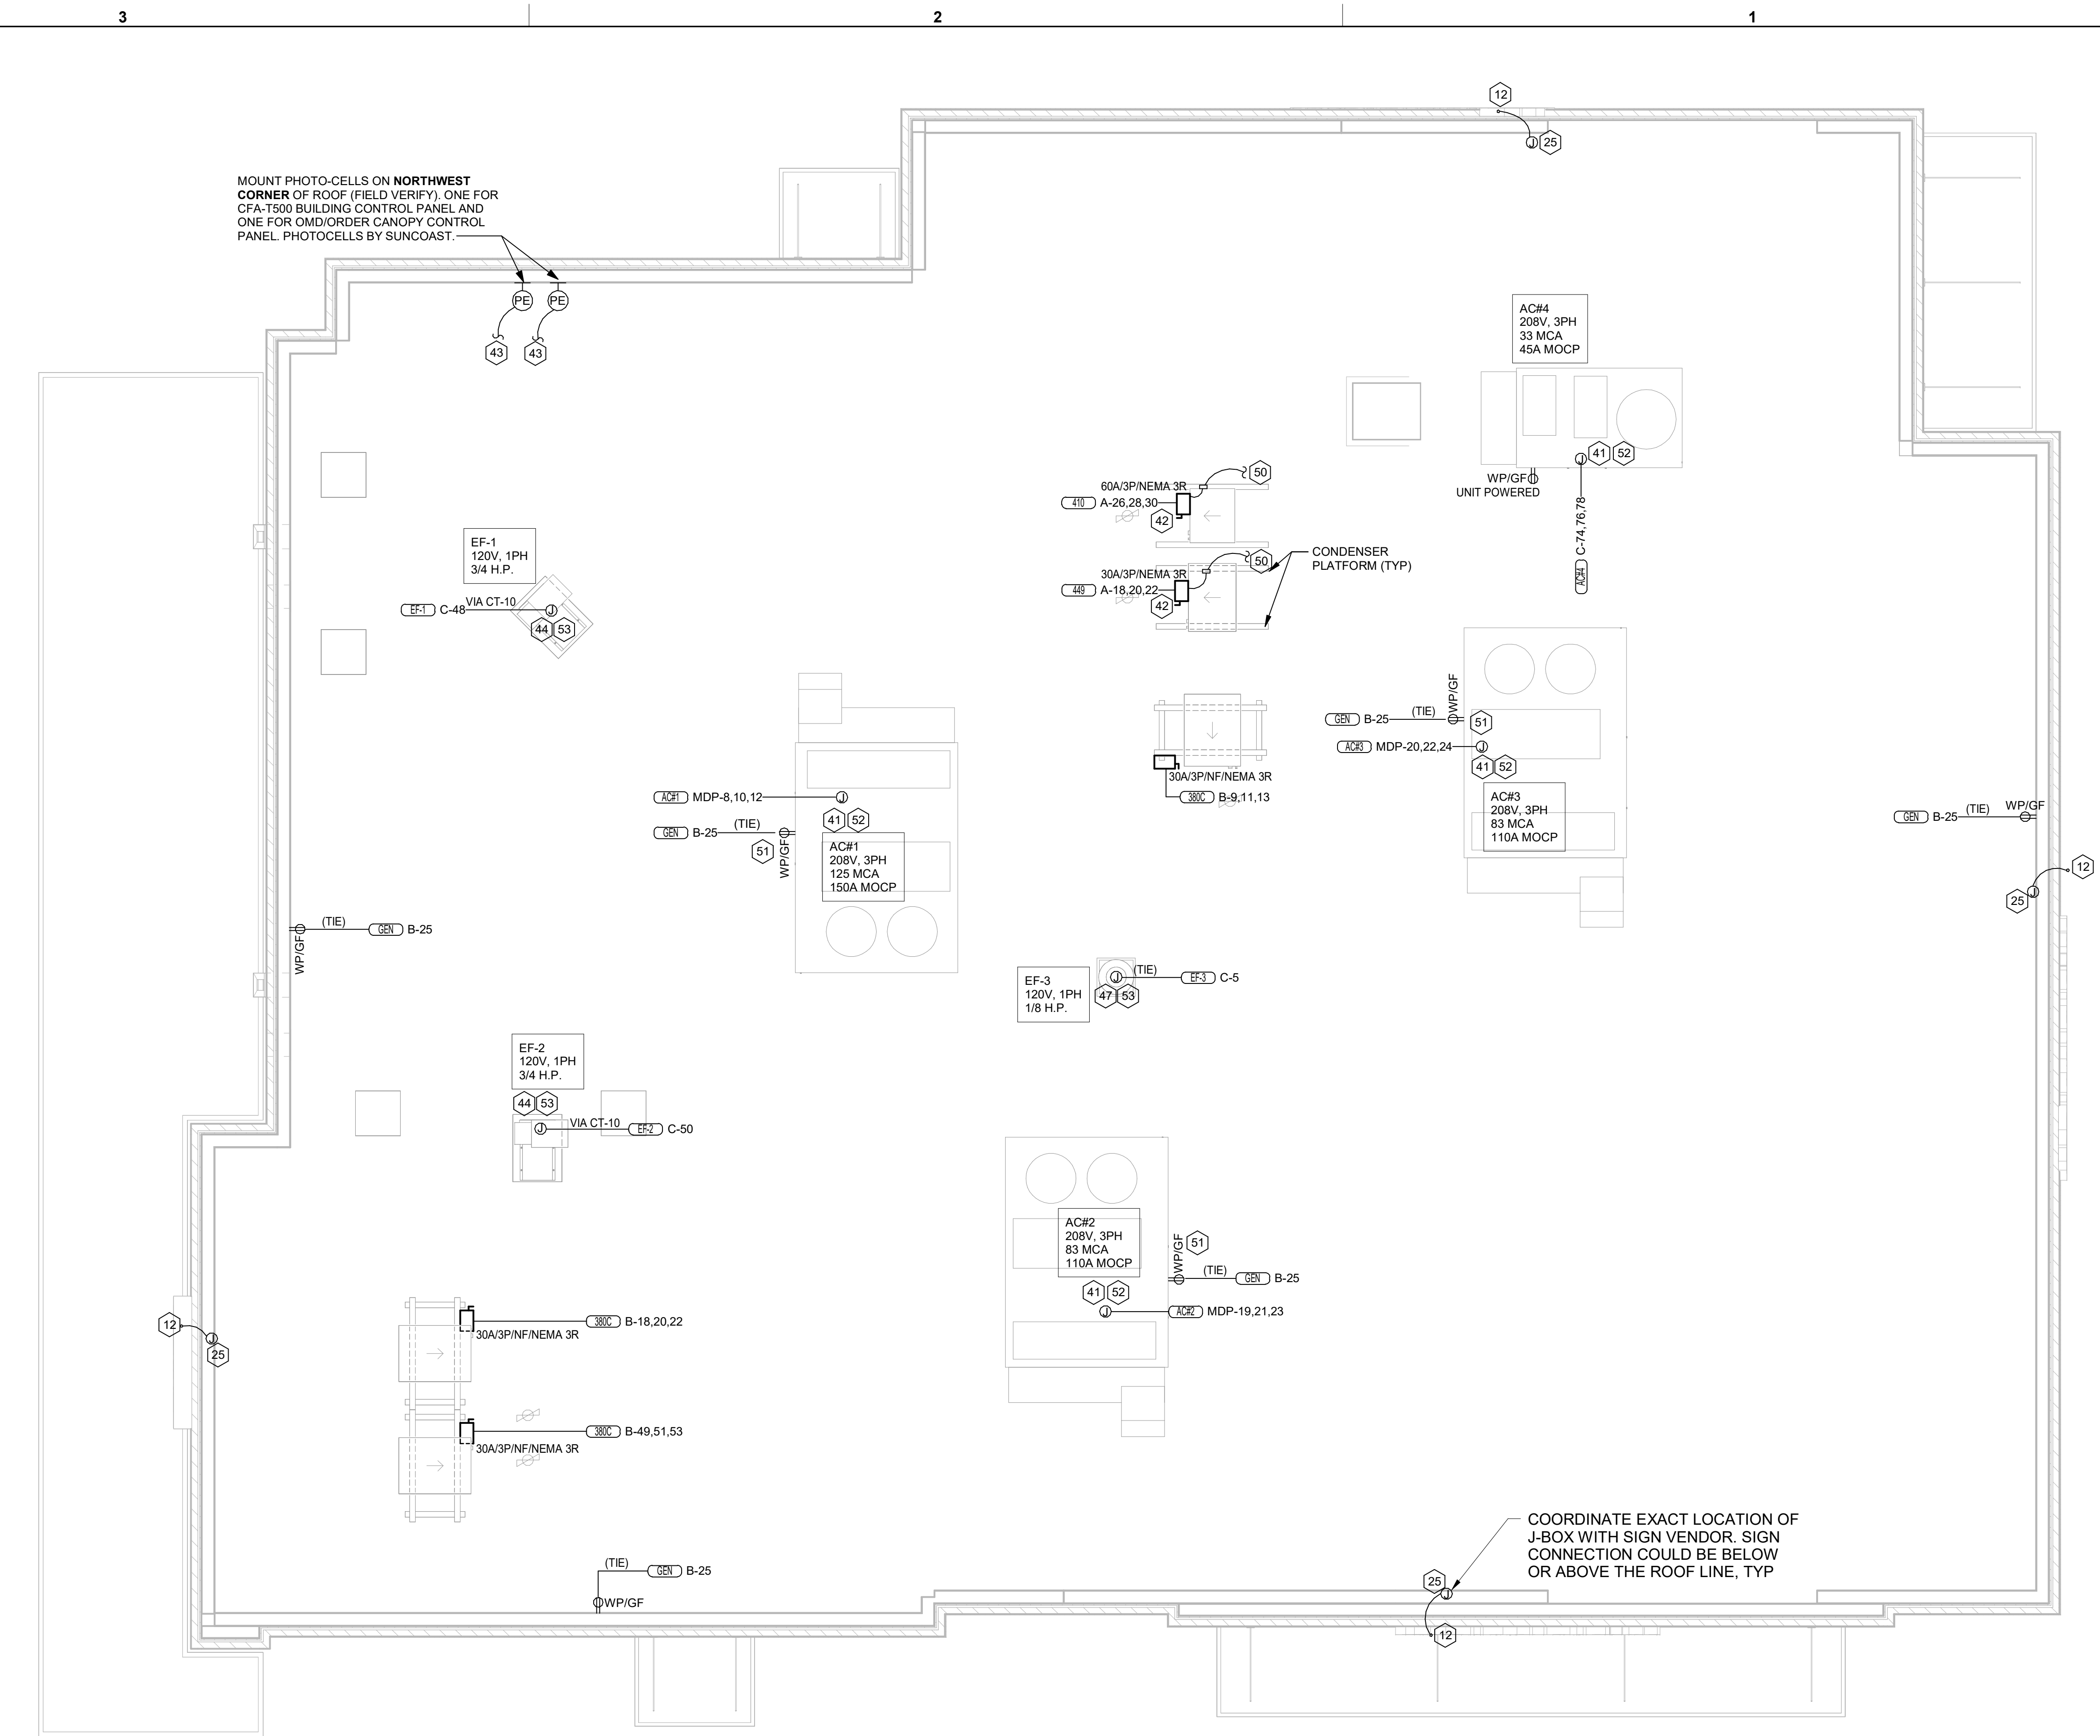 3
2
1
12
25
MOUNT PHOTO-CELLS ON NORTHWEST
CORNER OF ROOF (FIELD VERIFY). ONE FOR
CFA-T500 BUILDING CONTROL PANEL AND
ONE FOR OMD/ORDER CANOPY CONTROL
PANEL. PHOTOCELLS BY SUNCOAST.
PE
PE
43
43
AC#4
208V, 3PH
33 MCA
45A MOCP
J
41
52
WP/GF
UNIT POWERED
AC#4 C-74,76,78
50
60A/3P/NEMA 3R
410 A-26,28,30
42
50
30A/3P/NEMA 3R
449 A-18,20,22
42
CONDENSER
PLATFORM (TYP)
EF-1
120V, 1PH
3/4 H.P.
EF-1 C-48 VIA CT-10 J
44
53
GEN B-25 (TIE) WP/GF
51
AC#3 MDP-20,22,24 J
41
52
AC#3
208V, 3PH
83 MCA
110A MOCP
30A/3P/NF/NEMA 3R
380C B-9,11,13
AC#1 MDP-8,10,12 J
41
52
GEN B-25 (TIE) WP/GF
51
AC#1
208V, 3PH
125 MCA
150A MOCP
GEN B-25 (TIE) WP/GF
12
J
25
(TIE) GEN B-25
WP/GF
EF-3
120V, 1PH
1/8 H.P.
J (TIE) EF-3 C-5
47
53
EF-2
120V, 1PH
3/4 H.P.
44
53
J VIA CT-10 EF-2 C-50
AC#2
208V, 3PH
83 MCA
110A MOCP
WP/GF
51
(TIE) GEN B-25
41
52
J AC#2 MDP-19,21,23
12
J
25
380C B-18,20,22
30A/3P/NF/NEMA 3R
380C B-49,51,53
30A/3P/NF/NEMA 3R
(TIE) GEN B-25
WP/GF
COORDINATE EXACT LOCATION OF
J-BOX WITH SIGN VENDOR. SIGN
CONNECTION COULD BE BELOW
OR ABOVE THE ROOF LINE, TYP
25
J
12